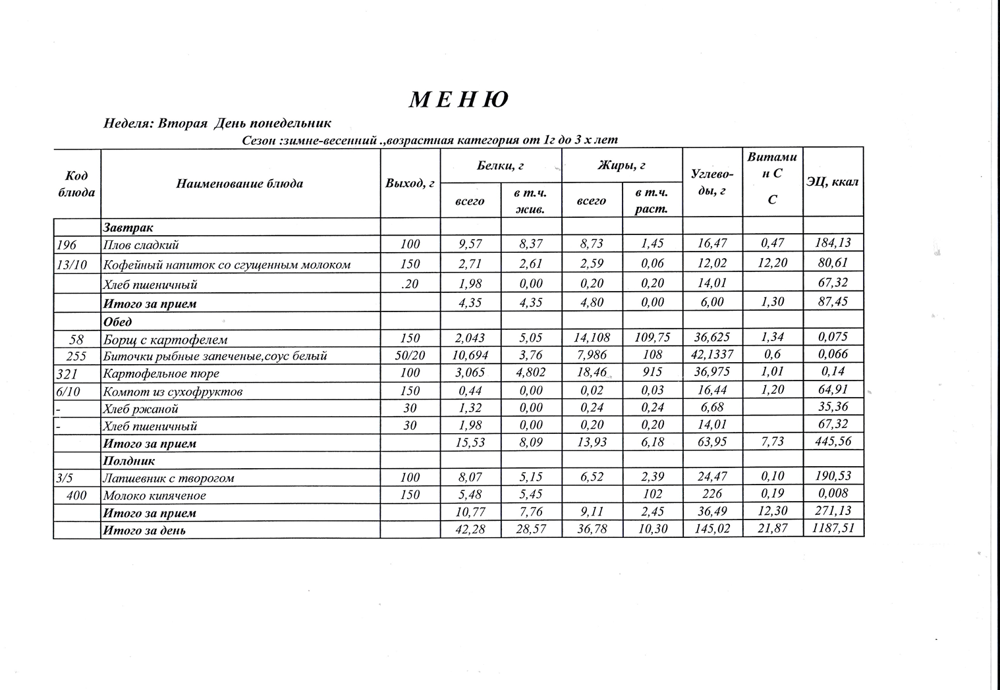 М Е Н Ю
Неделя: Вторая День понедельник
Сезон :зимне-весенний .,возрастная категория от 1г до 3 х лет
Код блюда Наименование блюда Выход, г Белки, г Жиры, г Углево-ды, г Витами н С С ЭЦ, ккал
всего в т.ч. жив. всего в т.ч. раст.
Завтрак
196 Плов сладкий 100 9,57 8,37 8,73 1,45 16,47 0,47 184,13
13/10 Кофейный напиток со сгущенным молоком 150 2,71 2,61 2,59 0,06 12,02 12,20 80,61
Хлеб пшеничный .20 1,98 0,00 0,20 0,20 14,01 67,32
Итого за прием 4,35 4,35 4,80 0,00 6,00 1,30 87,45
Обед
58 Борщ с картофелем 150 2,043 5,05 14,108 109,75 36,625 1,34 0,075
255 Биточки рыбные запеченые,соус белый 50/20 10,694 3,76 7,986 108 42,1337 0,6 0,066
321 Картофельное пюре 100 3,065 4,802 18,46 915 36,975 1,01 0,14
6/10 Компот из сухофруктов 150 0,44 0,00 0,02 0,03 16,44 1,20 64,91
- Хлеб ржаной 30 1,32 0,00 0,24 0,24 6,68 35,36
- Хлеб пшеничный 30 1,98 0,00 0,20 0,20 14,01 67,32
Итого за прием 15,53 8,09 13,93 6,18 63,95 7,73 445,56
Полдник
3/5 Лапшевник с творогом 100 8,07 5,15 6,52 2,39 24,47 0,10 190,53
400 Молоко кипяченое 150 5,48 5,45 102 226 0,19 0,008
Итого за прием 10,77 7,76 9,11 2,45 36,49 12,30 271,13
Итого за день 42,28 28,57 36,78 10,30 145,02 21,87 1187,51